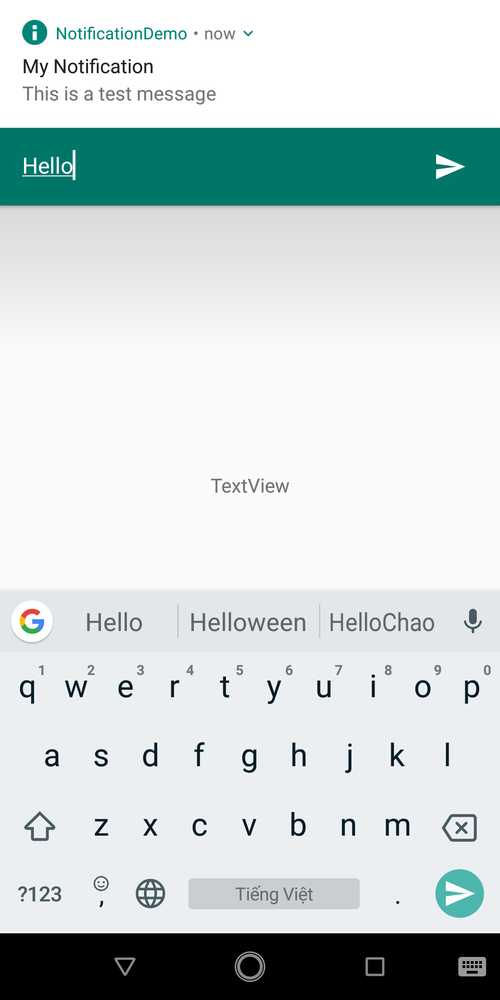 NotificationDemo • now
My Notification
This is a test message
Hello
TextView
Hello Helloween HelloChao
1 2 3 4 5 6 7 8 9 0
q w e r t y u i o p
a s d f g h j k l
z x c v b n m
?123 , Tiếng Việt .